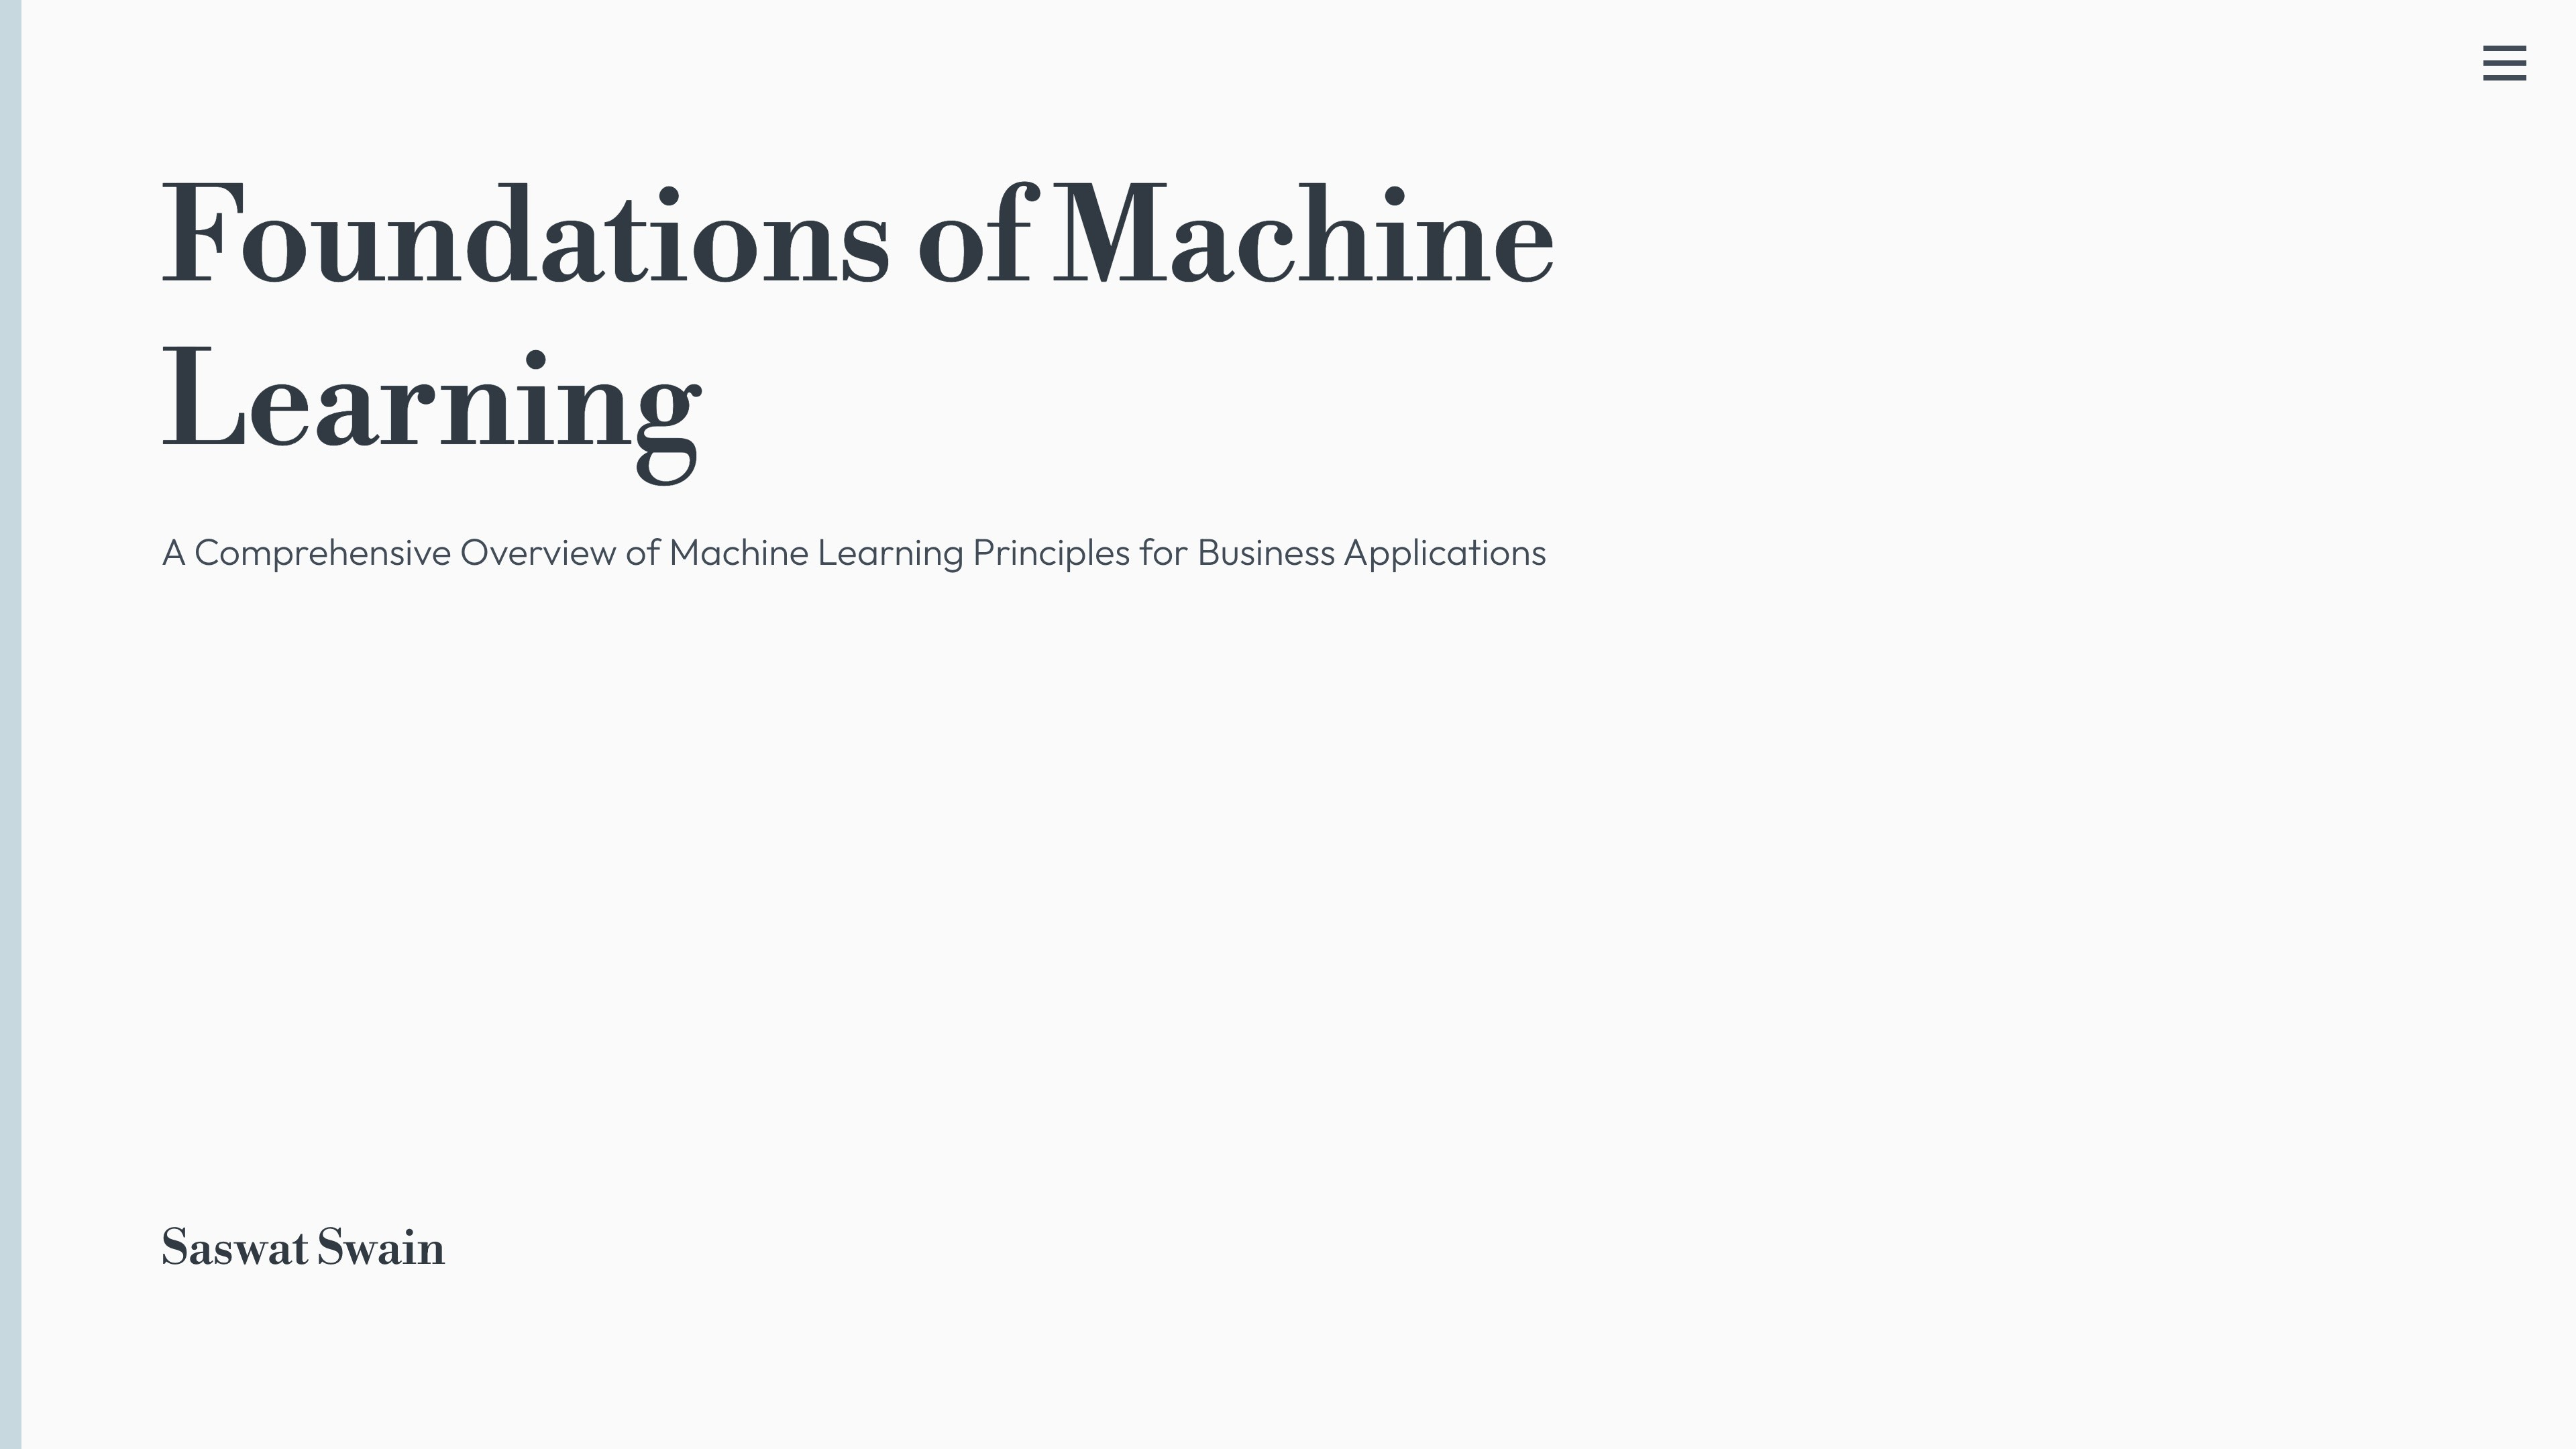 Foundations of Machine
Learning
A Comprehensive Overview of Machine Learning Principles for Business Applications
Saswat Swain